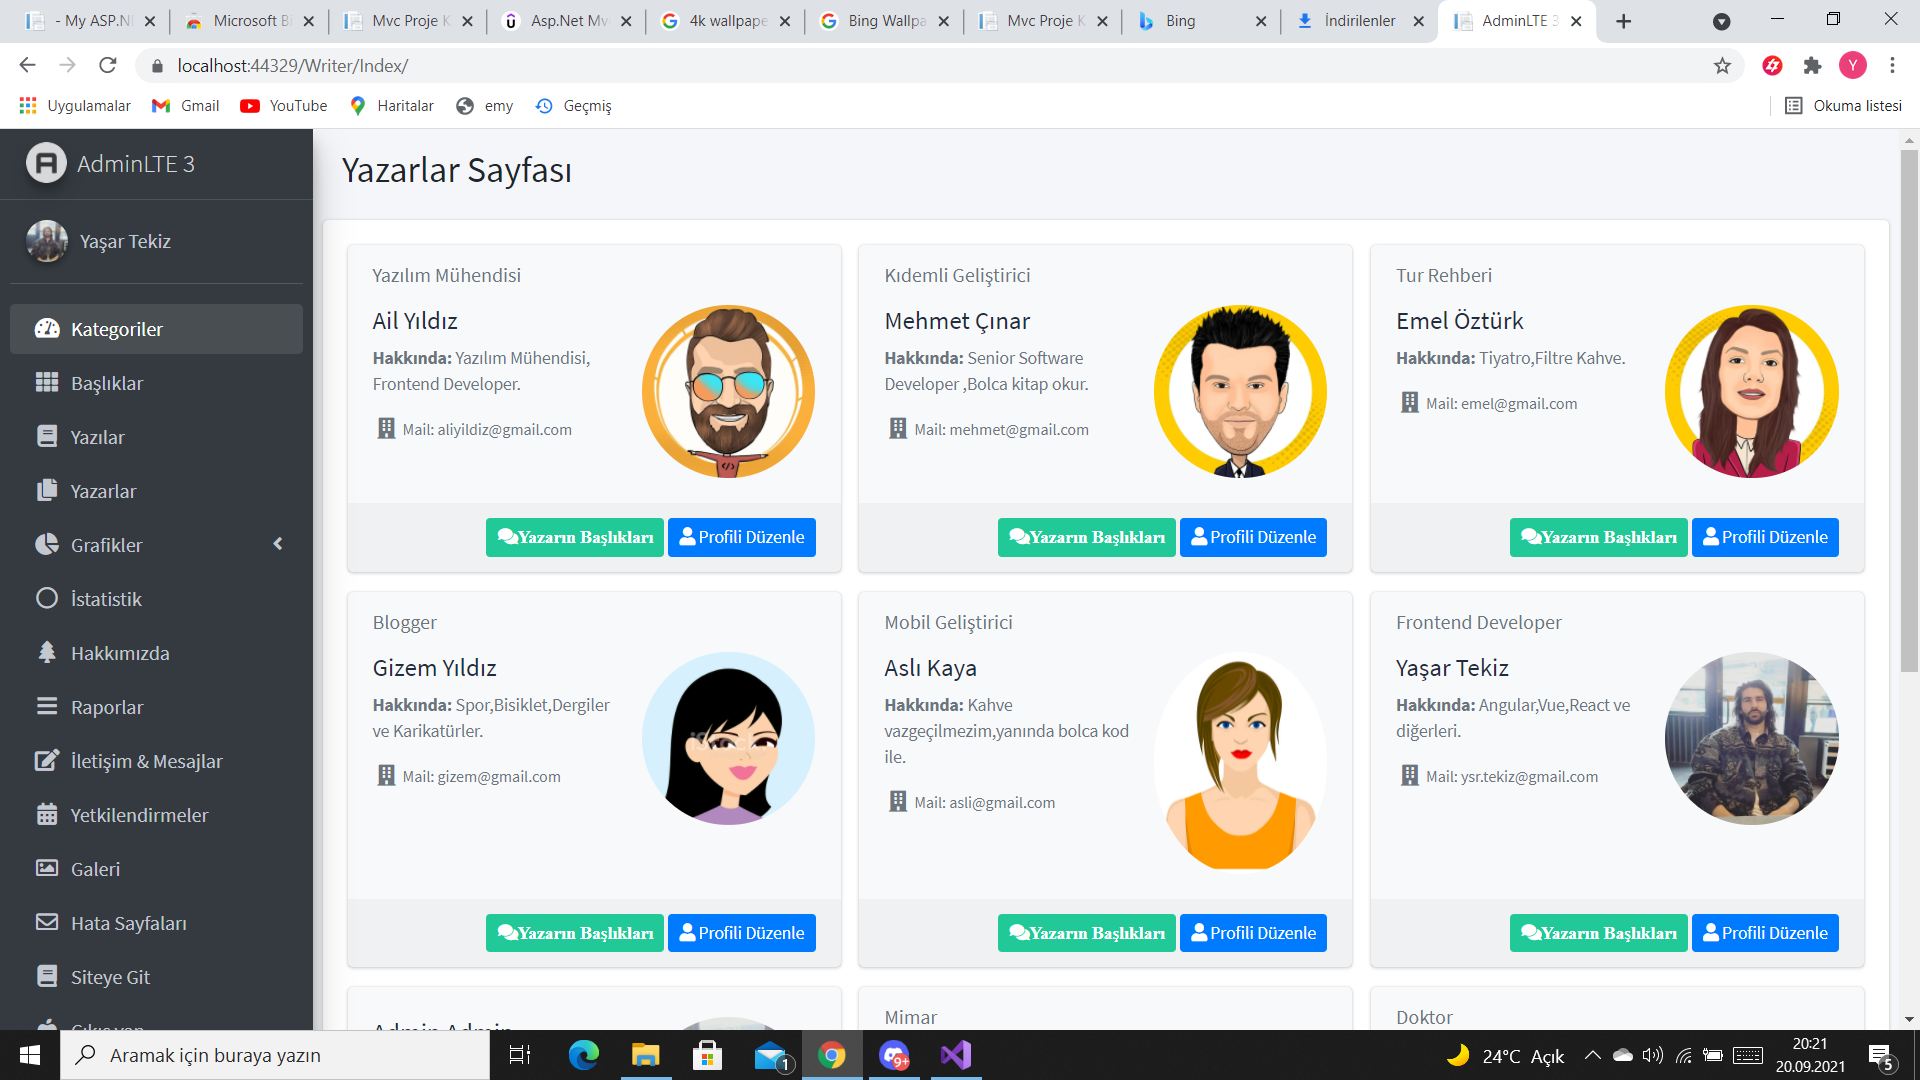 - My ASP.N
Microsoft B
Mvc Proje K
Asp.Net Mv
4k wallpape
Bing Wallpa
Mvc Proje K
Bing
İndirilenler
AdminLTE 3
localhost:44329/Writer/Index/
Y
Uygulamalar
Gmail
YouTube
Haritalar
emy
Geçmiş
Okuma listesi
AdminLTE 3
Yaşar Tekiz
Kategoriler
Başlıklar
Yazılar
Yazarlar
Grafikler
İstatistik
Hakkımızda
Raporlar
İletişim & Mesajlar
Yetkilendirmeler
Galeri
Hata Sayfaları
Siteye Git
Yazarlar Sayfası
Yazılım Mühendisi
Ail Yıldız
Hakkında: Yazılım Mühendisi,
Frontend Developer.
Mail: aliyildiz@gmail.com
Yazarın Başlıkları
Profili Düzenle
Kıdemli Geliştirici
Mehmet Çınar
Hakkında: Senior Software
Developer ,Bolca kitap okur.
Mail: mehmet@gmail.com
Yazarın Başlıkları
Profili Düzenle
Tur Rehberi
Emel Öztürk
Hakkında: Tiyatro,Filtre Kahve.
Mail: emel@gmail.com
Yazarın Başlıkları
Profili Düzenle
Blogger
Gizem Yıldız
Hakkında: Spor,Bisiklet,Dergiler
ve Karikatürler.
Mail: gizem@gmail.com
Yazarın Başlıkları
Profili Düzenle
Mobil Geliştirici
Aslı Kaya
Hakkında: Kahve
vazgeçilmezim,yanında bolca kod
ile.
Mail: asli@gmail.com
Yazarın Başlıkları
Profili Düzenle
Frontend Developer
Yaşar Tekiz
Hakkında: Angular,Vue,React ve
diğerleri.
Mail: ysr.tekiz@gmail.com
Yazarın Başlıkları
Profili Düzenle
Admin Admin
Mimar
Doktor
Aramak için buraya yazın
1
9+
24°C Açık
20:21
20.09.2021
5